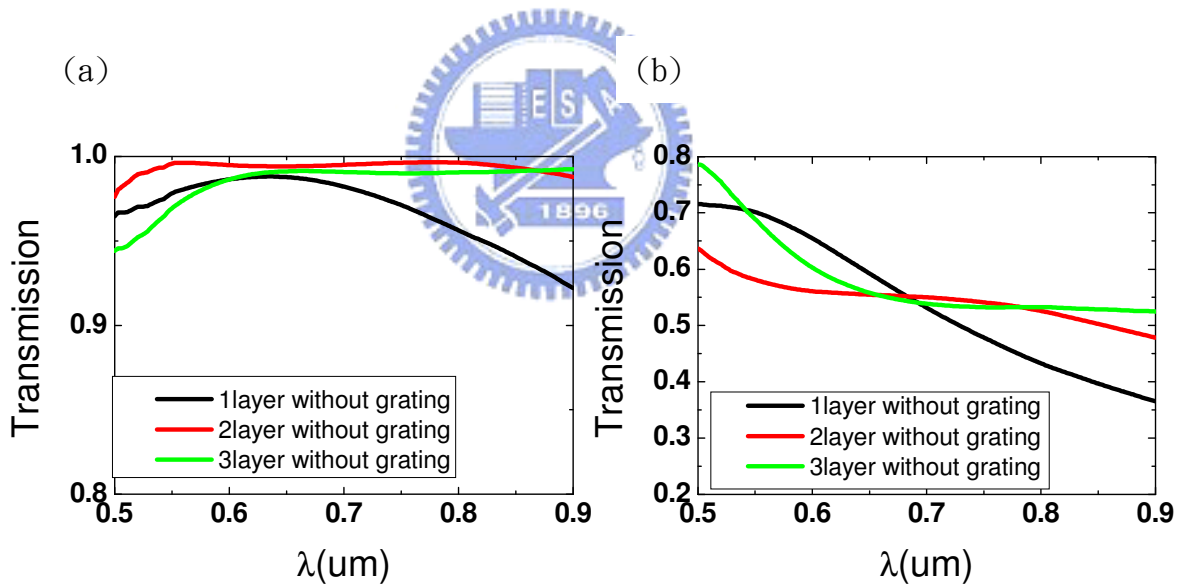 (a)
(b)
E S A
1896
Transmission
1.0
0.9
0.8
1layer without grating
2layer without grating
3layer without grating
0.5 0.6 0.7 0.8 0.9
λ(um)
Transmission
0.8
0.7
0.6
0.5
0.4
0.3
0.2
1layer without grating
2layer without grating
3layer without grating
0.5 0.6 0.7 0.8 0.9
λ(um)